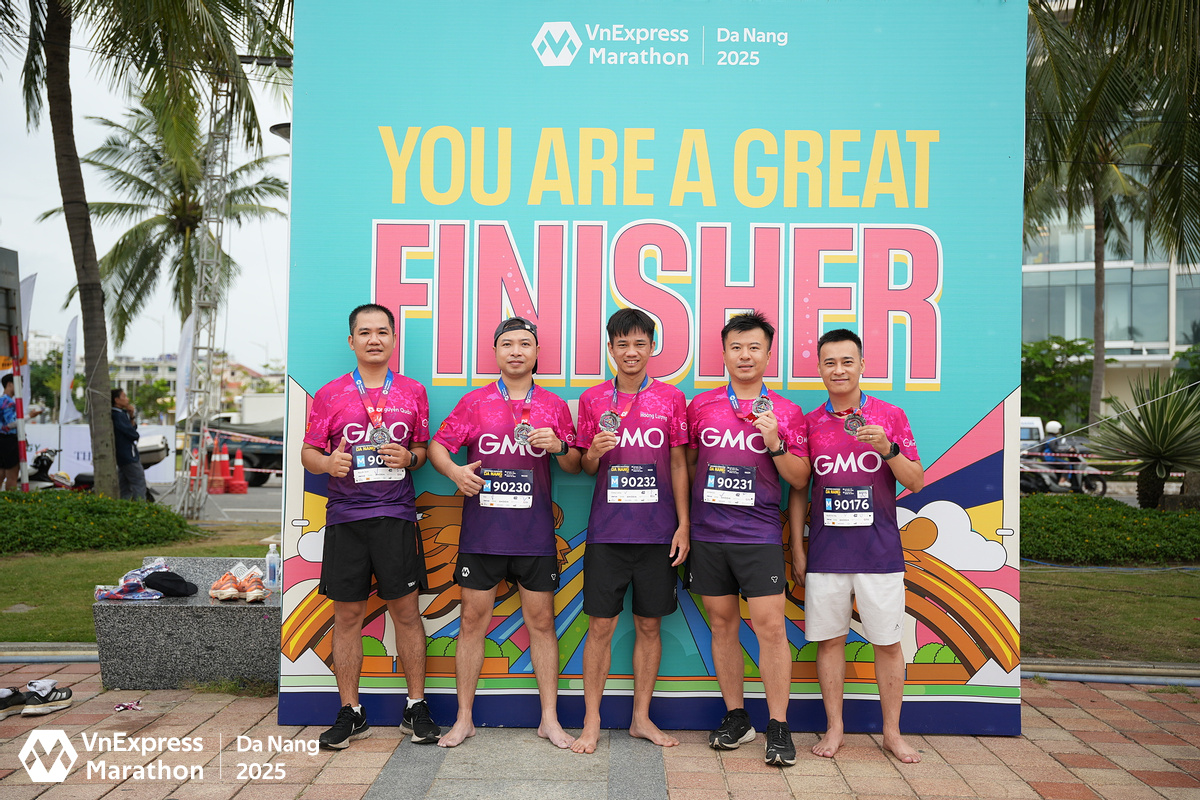 VnExpress
Marathon
Da Nang
2025
YOU ARE A GREAT
FINISHER
GMO
GMO
90230
GMO
90232
GMO
90231
GMO
90176
VnExpress
Marathon
Da Nang
2025